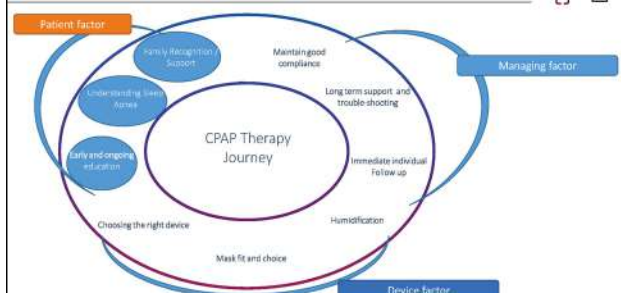 Patient factor
Family Recognition /
Support
Maintain good
compliance
Managing factor
Understanding Sleep
Apnea
Long term support and
trouble-shooting
CPAP Therapy
Journey
Early and ongoing
education
Immediate individual
Follow up
Choosing the right device
Humidification
Mask fit and choice
Device factor